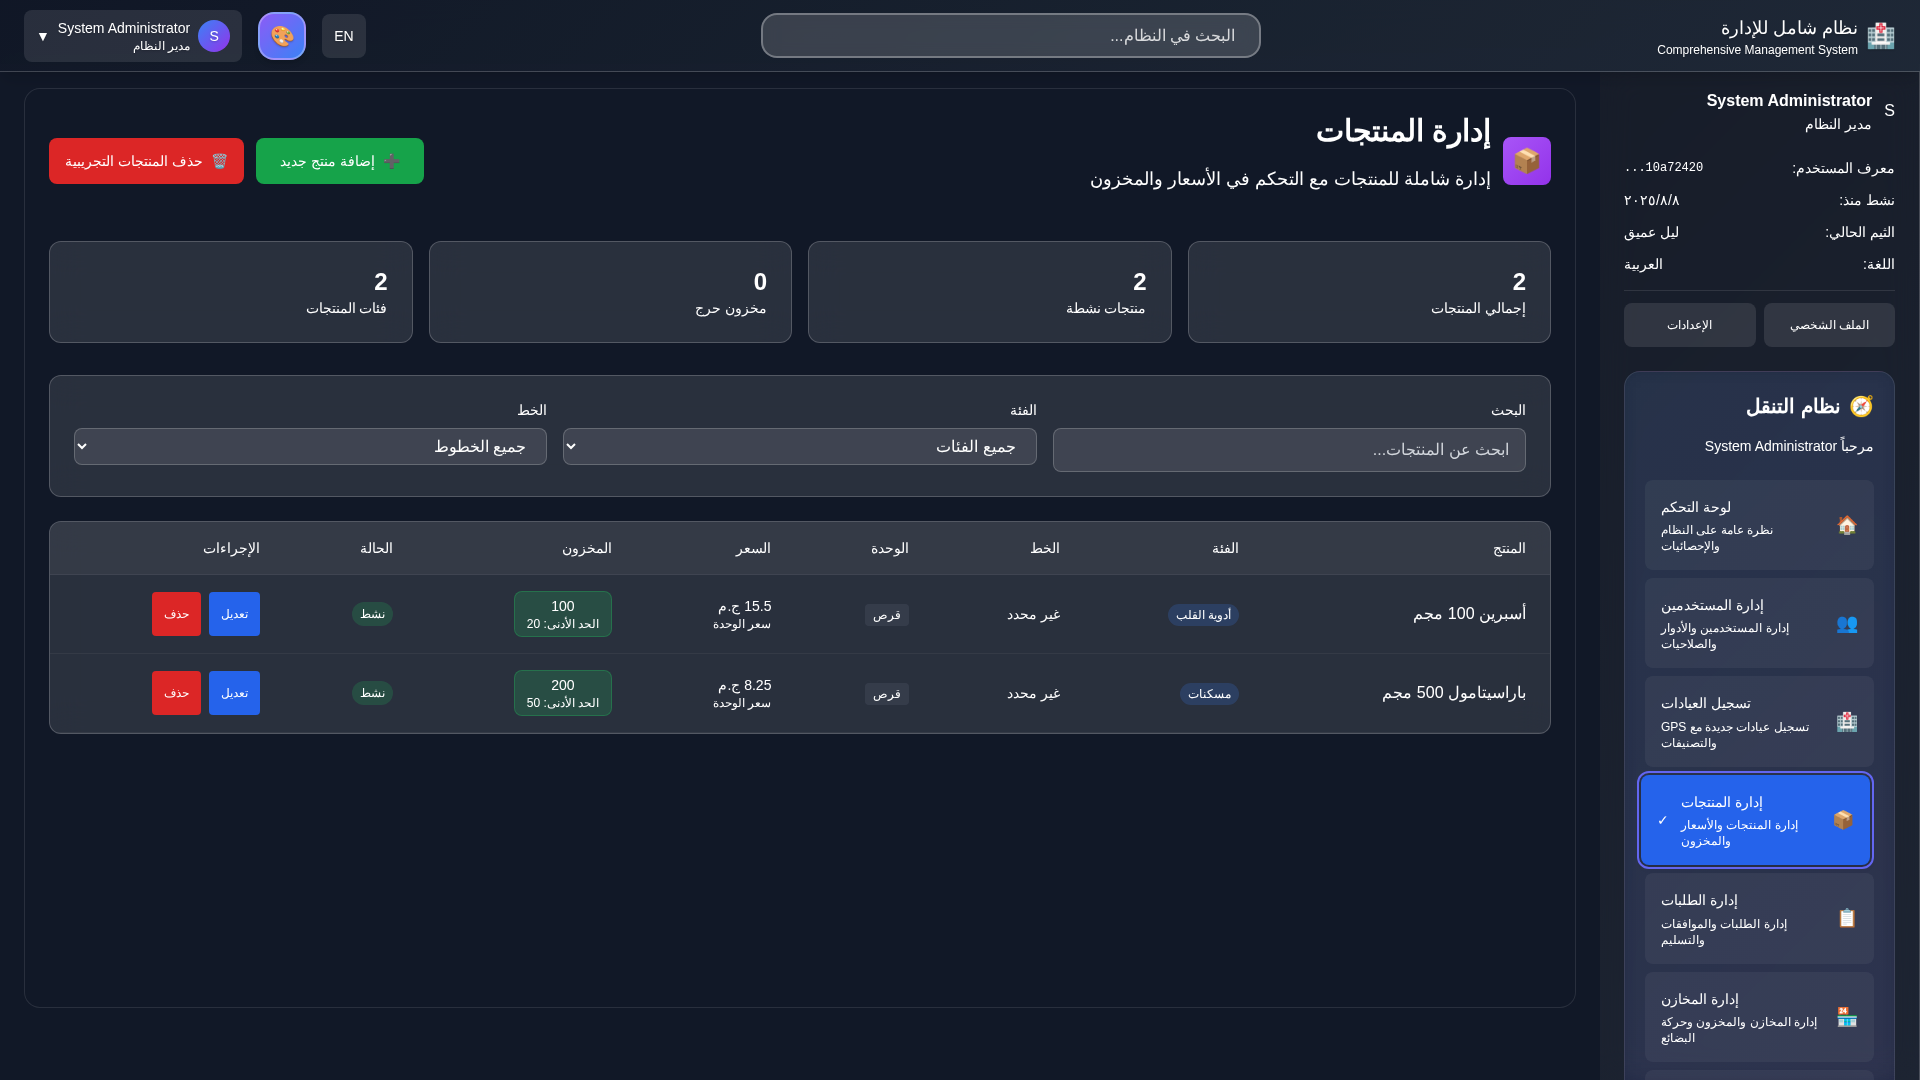 نظام شامل للإدارة
Comprehensive Management System
البحث في النظام...
EN
S
System Administrator
مدير النظام
▼
S
System Administrator
مدير النظام
معرف المستخدم:
10a72420...
نشط منذ:
٢٠٢٥/٨/٨
الثيم الحالي:
ليل عميق
اللغة:
العربية
الملف الشخصي
الإعدادات
نظام التنقل
مرحباً System Administrator
لوحة التحكم
نظرة عامة على النظام
والإحصائيات
إدارة المستخدمين
إدارة المستخدمين والأدوار
والصلاحيات
تسجيل العيادات
تسجيل عيادات جديدة مع GPS
والتصنيفات
إدارة المنتجات
إدارة المنتجات والأسعار
والمخزون
✓
إدارة الطلبات
إدارة الطلبات والموافقات
والتسليم
إدارة المخازن
إدارة المخازن والمخزون وحركة
البضائع
إدارة المنتجات
إدارة شاملة للمنتجات مع التحكم في الأسعار والمخزون
إضافة منتج جديد
حذف المنتجات التجريبية
2
إجمالي المنتجات
2
منتجات نشطة
0
مخزون حرج
2
فئات المنتجات
البحث
ابحث عن المنتجات...
الفئة
جميع الفئات
الخط
جميع الخطوط
المنتج الفئة الخط الوحدة السعر المخزون الحالة الإجراءات
أسبرين 100 مجم
أدوية القلب
غير محدد
قرص
15.5 ج.م
سعر الوحدة
100
الحد الأدنى: 20
نشط
تعديل
حذف
باراسيتامول 500 مجم
مسكنات
غير محدد
قرص
8.25 ج.م
سعر الوحدة
200
الحد الأدنى: 50
نشط
تعديل
حذف